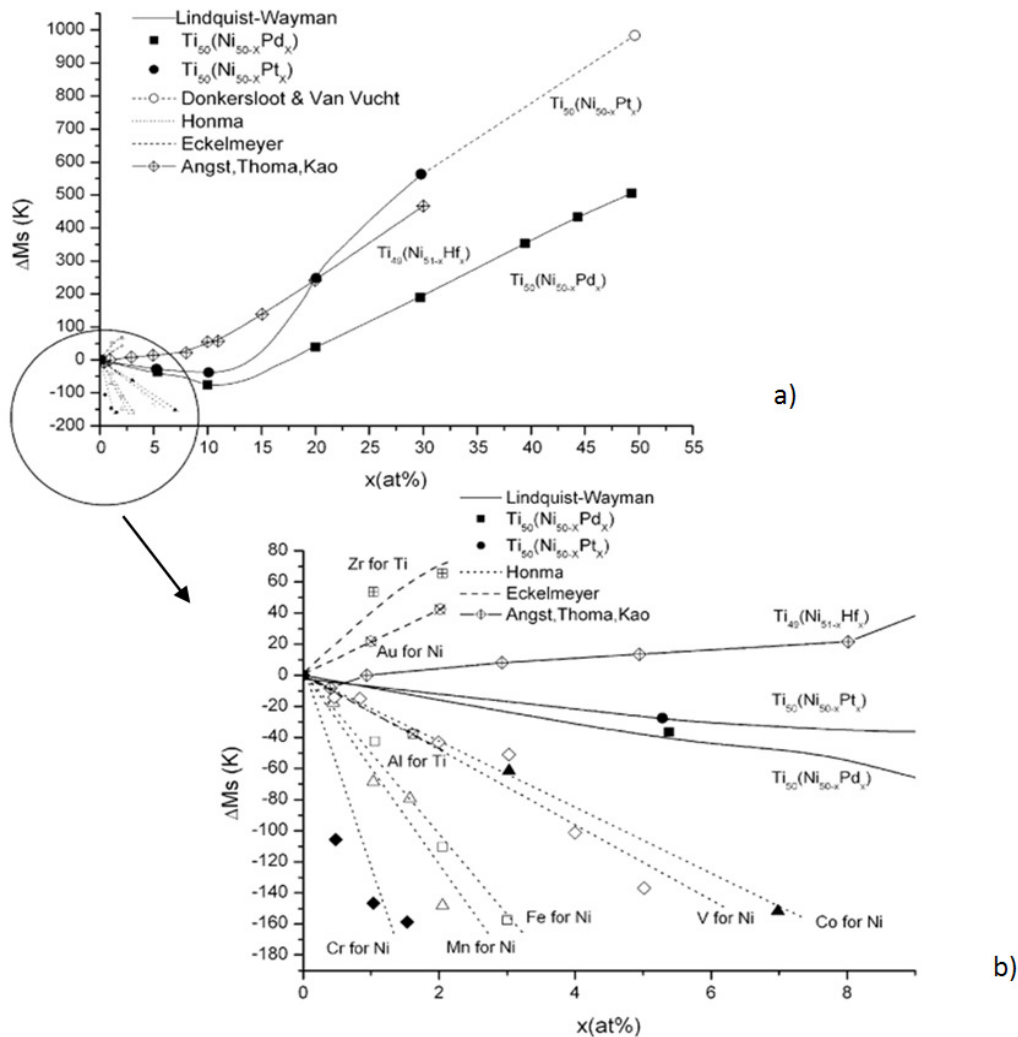 Lindquist-Wayman
Ti50(Ni50-XPdX)
Ti50(Ni50-XPtX)
Donkersloot & Van Vucht
Honma
Eckelmeyer
Angst,Thoma,Kao
1000
900
800
700
600
500
400
300
200
100
0
-100
-200
ΔMs (K)
Ti50(Ni50-xPtx)
Ti49(Ni51-xHfx)
Ti50(Ni50-xPdx)
0 5 10 15 20 25 30 35 40 45 50 55
x(at%)
a)
Lindquist-Wayman
Ti50(Ni50-XPdX)
Ti50(Ni50-XPtX)
Honma
Eckelmeyer
Angst,Thoma,Kao
80
60
40
20
0
-20
-40
-60
-80
-100
-120
-140
-160
-180
ΔMs (K)
Zr for Ti
Au for Ni
Ti49(Ni51-xHfx)
Ti50(Ni50-xPtx)
Al for Ti
Ti50(Ni50-xPdx)
Cr for Ni
Mn for Ni
Fe for Ni
V for Ni
Co for Ni
0 2 4 6 8
x(at%)
b)